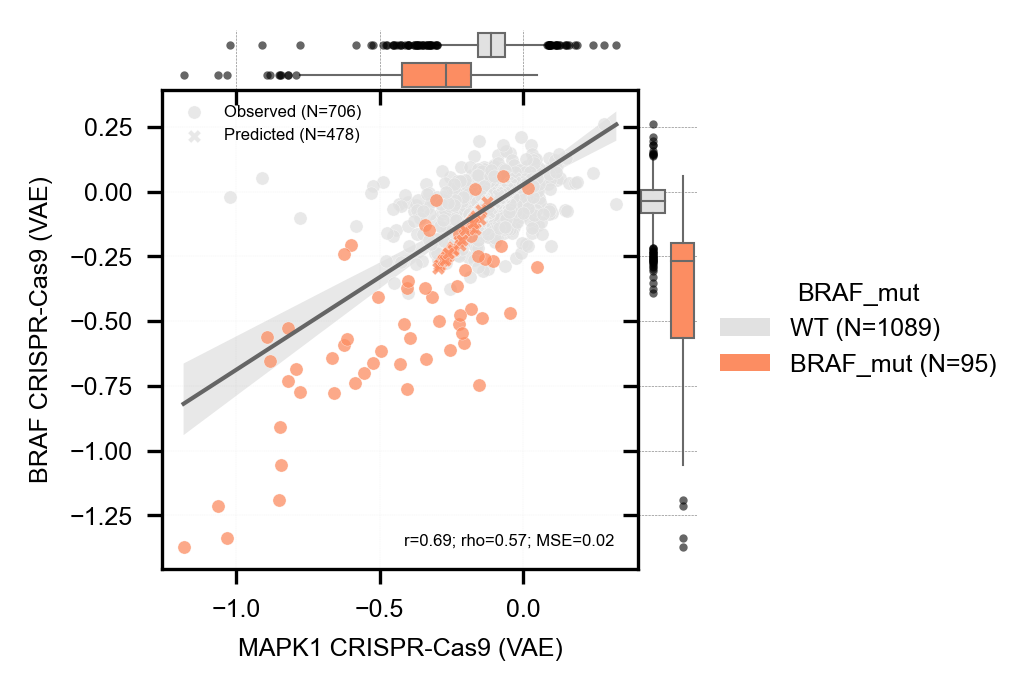 Observed (N=706)
Predicted (N=478)
0.25
0.00
−0.25
−0.50
−0.75
−1.00
−1.25
BRAF CRISPR-Cas9 (VAE)
r=0.69; rho=0.57; MSE=0.02
−1.0
−0.5
0.0
MAPK1 CRISPR-Cas9 (VAE)
BRAF_mut
WT (N=1089)
BRAF_mut (N=95)